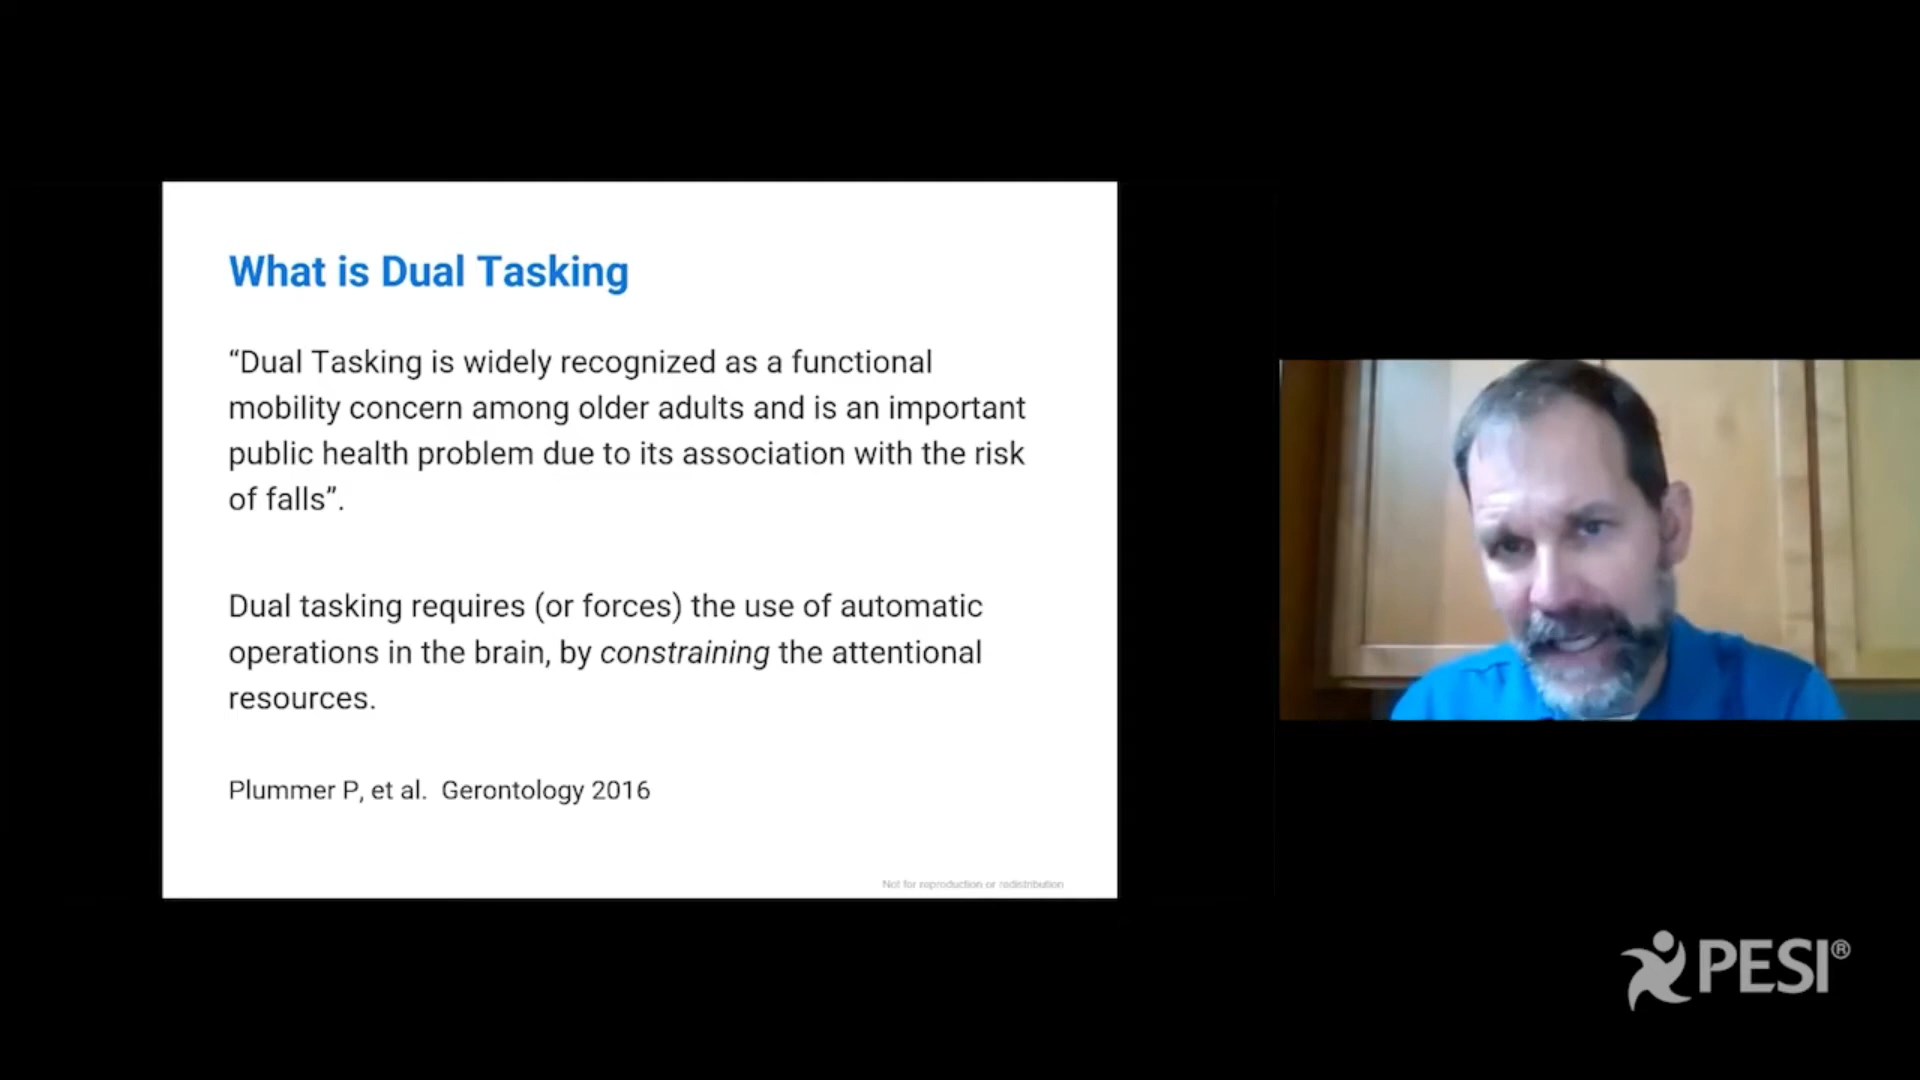 What is Dual Tasking
“Dual Tasking is widely recognized as a functional
mobility concern among older adults and is an important
public health problem due to its association with the risk
of falls”.
Dual tasking requires (or forces) the use of automatic
operations in the brain, by constraining the attentional
resources.
Plummer P, et al.  Gerontology 2016
Not for reproduction or redistribution
PESI®